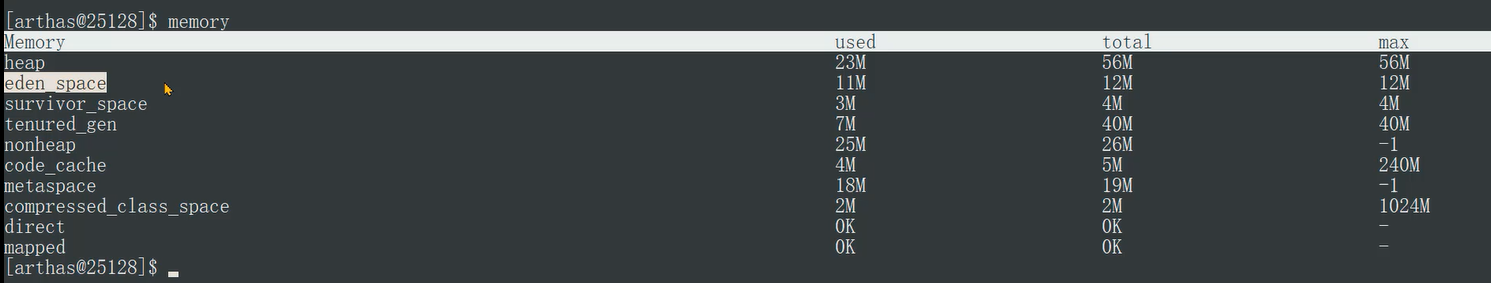 [arthas@25128]$ memory
Memory used total max
heap 23M 56M 56M
eden_space 11M 12M 12M
survivor_space 3M 4M 4M
tenured_gen 7M 40M 40M
nonheap 25M 26M -1
code_cache 4M 5M 240M
metaspace 18M 19M -1
compressed_class_space 2M 2M 1024M
direct 0K 0K -
mapped 0K 0K -
[arthas@25128]$